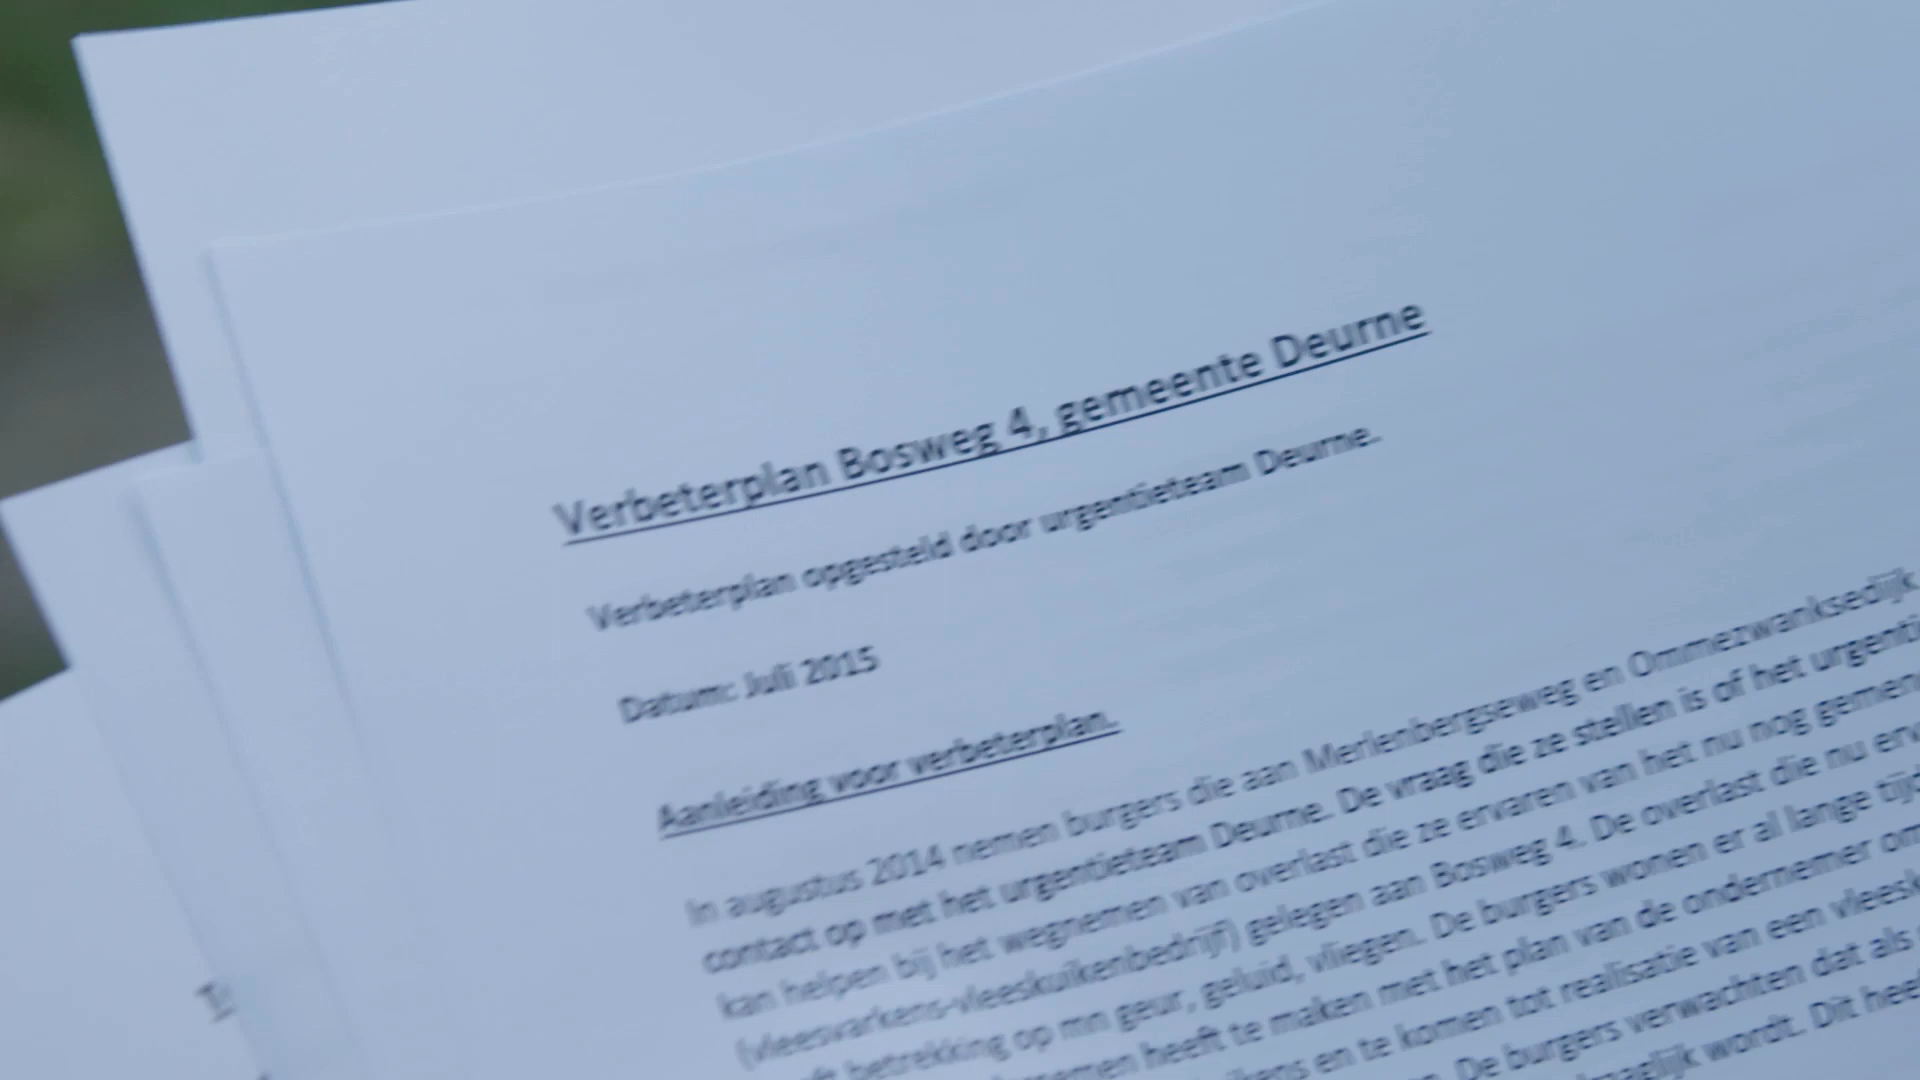 Verbeterplan Bosweg 4, gemeente Deurne
Verbeterplan opgesteld door urgentieteam Deurne.
Datum: Juli 2015
Aanleiding voor verbeterplan.
In augustus 2014 nemen burgers die aan Merlenbergseweg en Ommezwanksedijk
contact op met het urgentieteam Deurne. De vraag die ze stellen is of het urgenti
kan helpen bij het wegnemen van overlast die ze ervaren van het nu nog gemen
(vleesvarkens-vleeskuikenbedrijf) gelegen aan Bosweg 4. De overlast die nu erv
betrekking op mn geur, geluid, vliegen. De burgers wonen er al lange tijd
nemen heeft te maken met het plan van de ondernemer om
en te komen tot realisatie van een vleesk
De burgers verwachten dat als
wordt. Dit heef